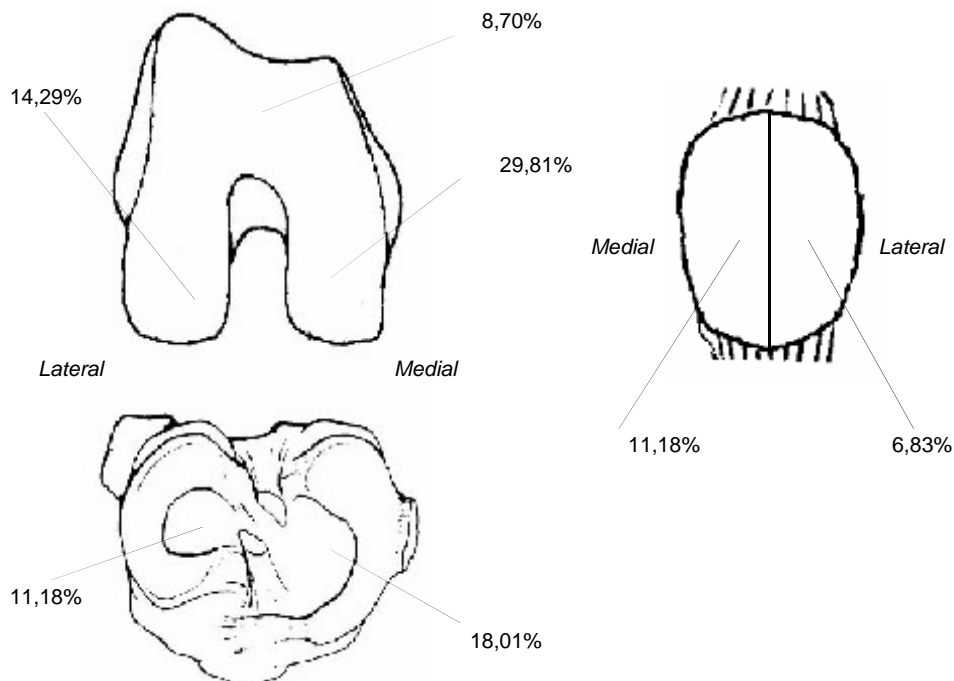 8,70%
14,29%
29,81%
Lateral
Medial
11,18%
18,01%
Medial
Lateral
11,18%
6,83%